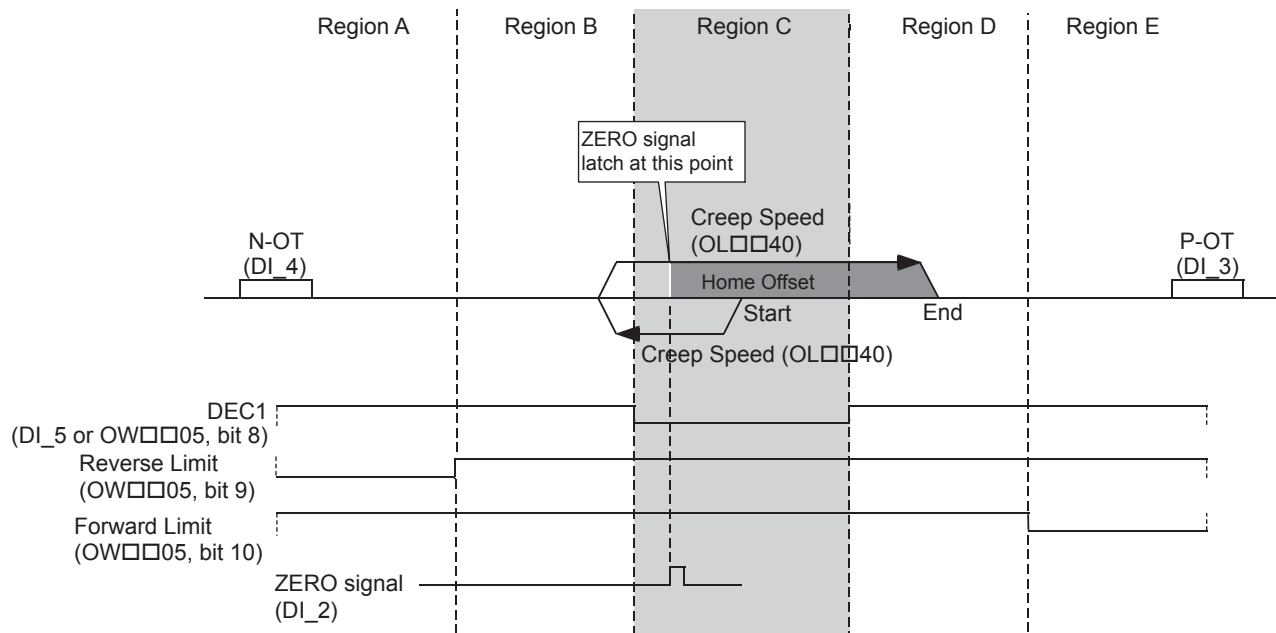 Region A
Region B
Region C
Region D
Region E
ZERO signal
latch at this point
Creep Speed
(OL□□40)
N-OT
(DI_4)
P-OT
(DI_3)
Home Offset
Start
End
Creep Speed (OL□□40)
DEC1
(DI_5 or OW□□05, bit 8)
Reverse Limit
(OW□□05, bit 9)
Forward Limit
(OW□□05, bit 10)
ZERO signal
(DI_2)